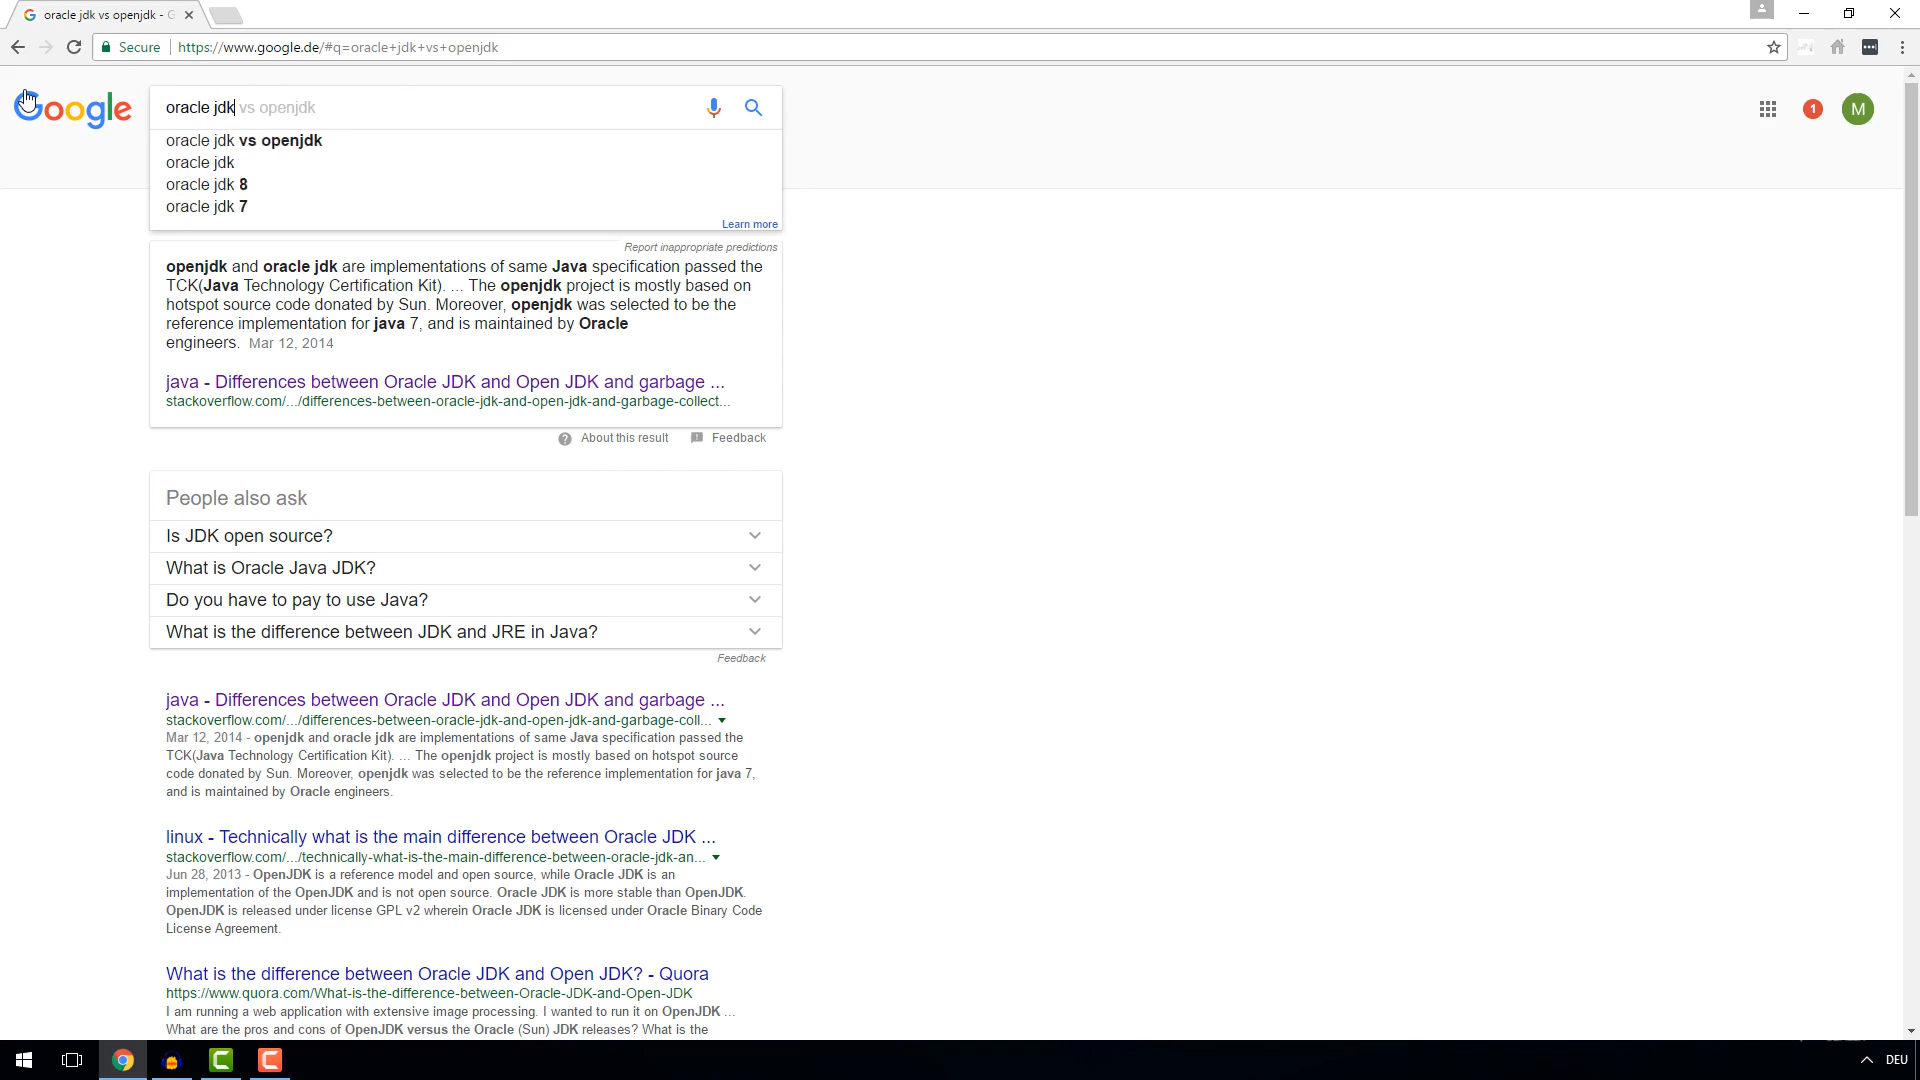 oracle jdk vs openjdk - G
Secure
https://www.google.de/#q=oracle+jdk+vs+openjdk
Google
oracle jdk vs openjdk
1
M
oracle jdk vs openjdk
oracle jdk
oracle jdk 8
oracle jdk 7
Learn more
Report inappropriate predictions
openjdk and oracle jdk are implementations of same Java specification passed the
TCK(Java Technology Certification Kit). ... The openjdk project is mostly based on
hotspot source code donated by Sun. Moreover, openjdk was selected to be the
reference implementation for java 7, and is maintained by Oracle
engineers. Mar 12, 2014
java - Differences between Oracle JDK and Open JDK and garbage ...
stackoverflow.com/.../differences-between-oracle-jdk-and-open-jdk-and-garbage-collect...
About this result
Feedback
People also ask
Is JDK open source?
What is Oracle Java JDK?
Do you have to pay to use Java?
What is the difference between JDK and JRE in Java?
Feedback
java - Differences between Oracle JDK and Open JDK and garbage ...
stackoverflow.com/.../differences-between-oracle-jdk-and-open-jdk-and-garbage-coll...
Mar 12, 2014 - openjdk and oracle jdk are implementations of same Java specification passed the
TCK(Java Technology Certification Kit). ... The openjdk project is mostly based on hotspot source
code donated by Sun. Moreover, openjdk was selected to be the reference implementation for java 7,
and is maintained by Oracle engineers.
linux - Technically what is the main difference between Oracle JDK ...
stackoverflow.com/.../technically-what-is-the-main-difference-between-oracle-jdk-an...
Jun 28, 2013 - OpenJDK is a reference model and open source, while Oracle JDK is an
implementation of the OpenJDK and is not open source. Oracle JDK is more stable than OpenJDK.
OpenJDK is released under license GPL v2 wherein Oracle JDK is licensed under Oracle Binary Code
License Agreement.
What is the difference between Oracle JDK and Open JDK? - Quora
https://www.quora.com/What-is-the-difference-between-Oracle-JDK-and-Open-JDK
I am running a web application with extensive image processing. I wanted to run it on OpenJDK ...
What are the pros and cons of OpenJDK versus the Oracle (Sun) JDK releases? What is the
DEU